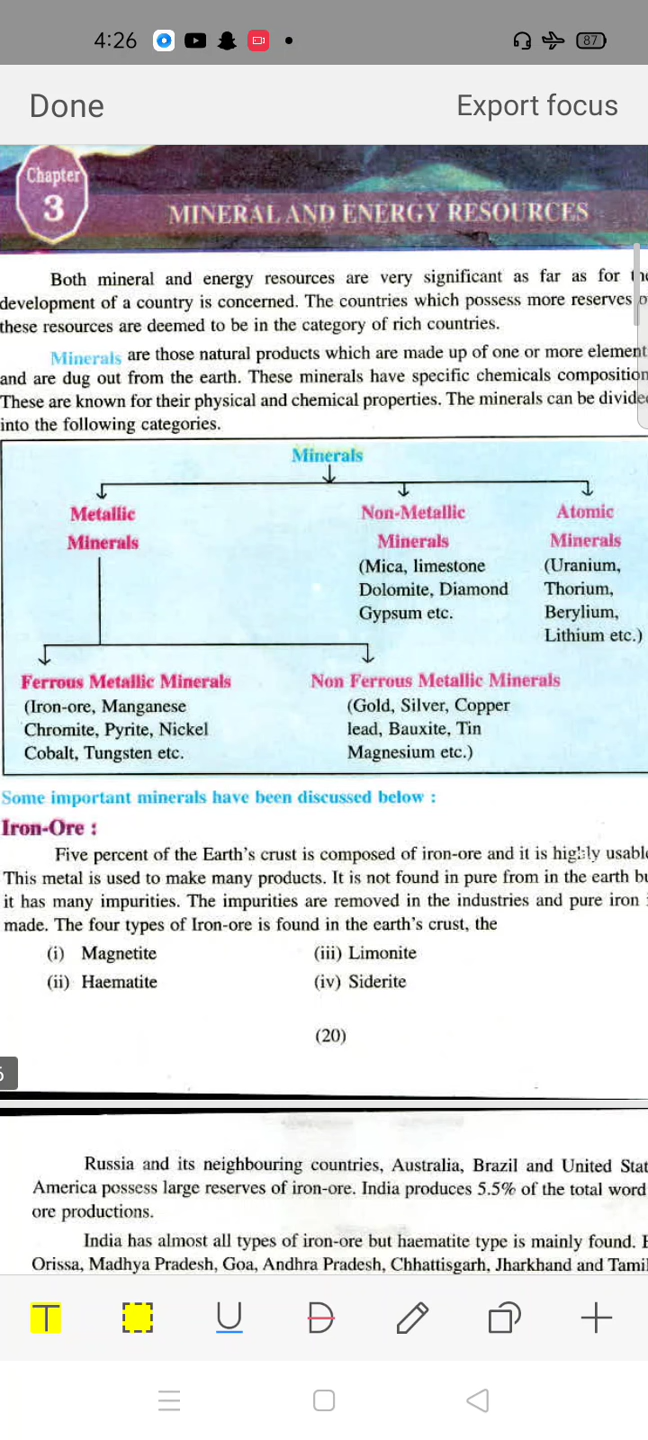 4:26
87
Done
Export focus
Chapter
3
MINERAL AND ENERGY RESOURCES
Both mineral and energy resources are very significant as far as for the
development of a country is concerned. The countries which possess more reserves o
these resources are deemed to be in the category of rich countries.
Minerals are those natural products which are made up of one or more element
and are dug out from the earth. These minerals have specific chemicals composition
These are known for their physical and chemical properties. The minerals can be divide
into the following categories.
Minerals
Metallic
Minerals
Non-Metallic
Minerals
(Mica, limestone
Dolomite, Diamond
Gypsum etc.
Atomic
Minerals
(Uranium,
Thorium,
Berylium,
Lithium etc.)
Ferrous Metallic Minerals
(Iron-ore, Manganese
Chromite, Pyrite, Nickel
Cobalt, Tungsten etc.
Non Ferrous Metallic Minerals
(Gold, Silver, Copper
lead, Bauxite, Tin
Magnesium etc.)
Some important minerals have been discussed below :
Iron-Ore :
Five percent of the Earth's crust is composed of iron-ore and it is highly usabl
This metal is used to make many products. It is not found in pure from in the earth bu
it has many impurities. The impurities are removed in the industries and pure iron
made. The four types of Iron-ore is found in the earth's crust, the
(i) Magnetite
(iii) Limonite
(ii) Haematite
(iv) Siderite
(20)
Russia and its neighbouring countries, Australia, Brazil and United Stat
America possess large reserves of iron-ore. India produces 5.5% of the total word
ore productions.
India has almost all types of iron-ore but haematite type is mainly found.
Orissa, Madhya Pradesh, Goa, Andhra Pradesh, Chhattisgarh, Jharkhand and Tamil